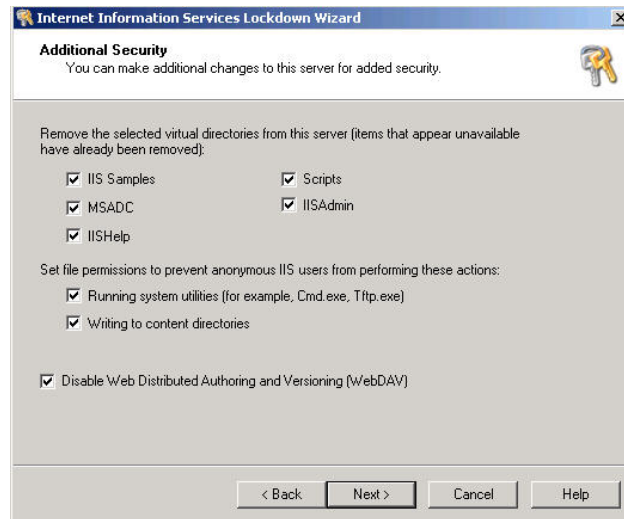 Internet Information Services Lockdown Wizard
Additional Security
You can make additional changes to this server for added security.
Remove the selected virtual directories from this server (items that appear unavailable
have already been removed):
IIS Samples
Scripts
MSADC
IISAdmin
IISHelp
Set file permissions to prevent anonymous IIS users from performing these actions:
Running system utilities (for example, Cmd.exe, Tftp.exe)
Writing to content directories
Disable Web Distributed Authoring and Versioning (WebDAV)
< Back
Next >
Cancel
Help